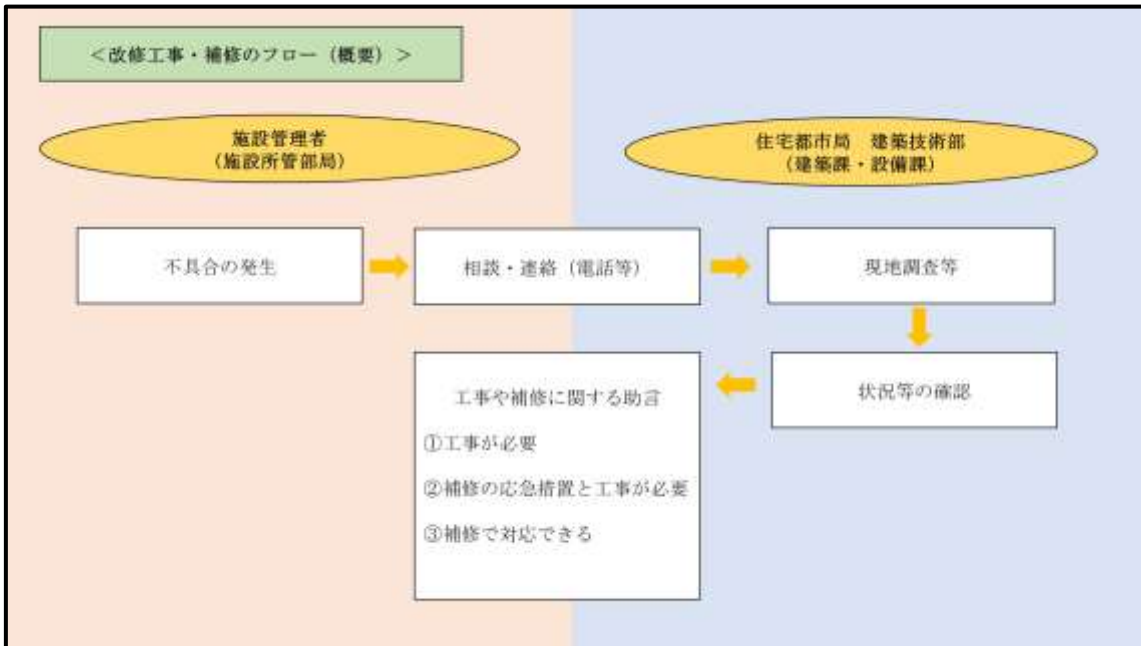 ＜改修工事・補修のフロー（概要）＞
施設管理者
（施設所管部局）
住宅都市局　建築技術部
（建築課・設備課）
不具合の発生
相談・連絡（電話等）
現地調査等
状況等の確認
工事や補修に関する助言
①工事が必要
②補修の応急措置と工事が必要
③補修で対応できる